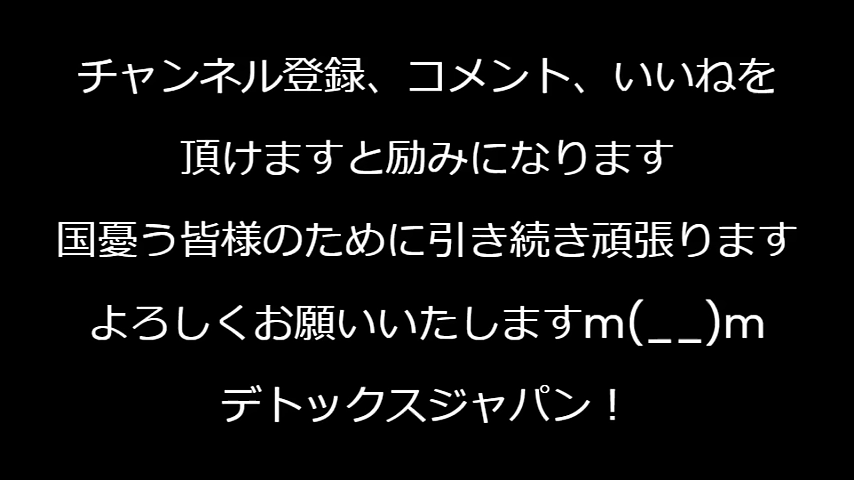 チャンネル登録、コメント、いいねを
頂けますと励みになります
国憂う皆様のために引き続き頑張ります
よろしくお願いいたしますm(__)m
デトックスジャパン！